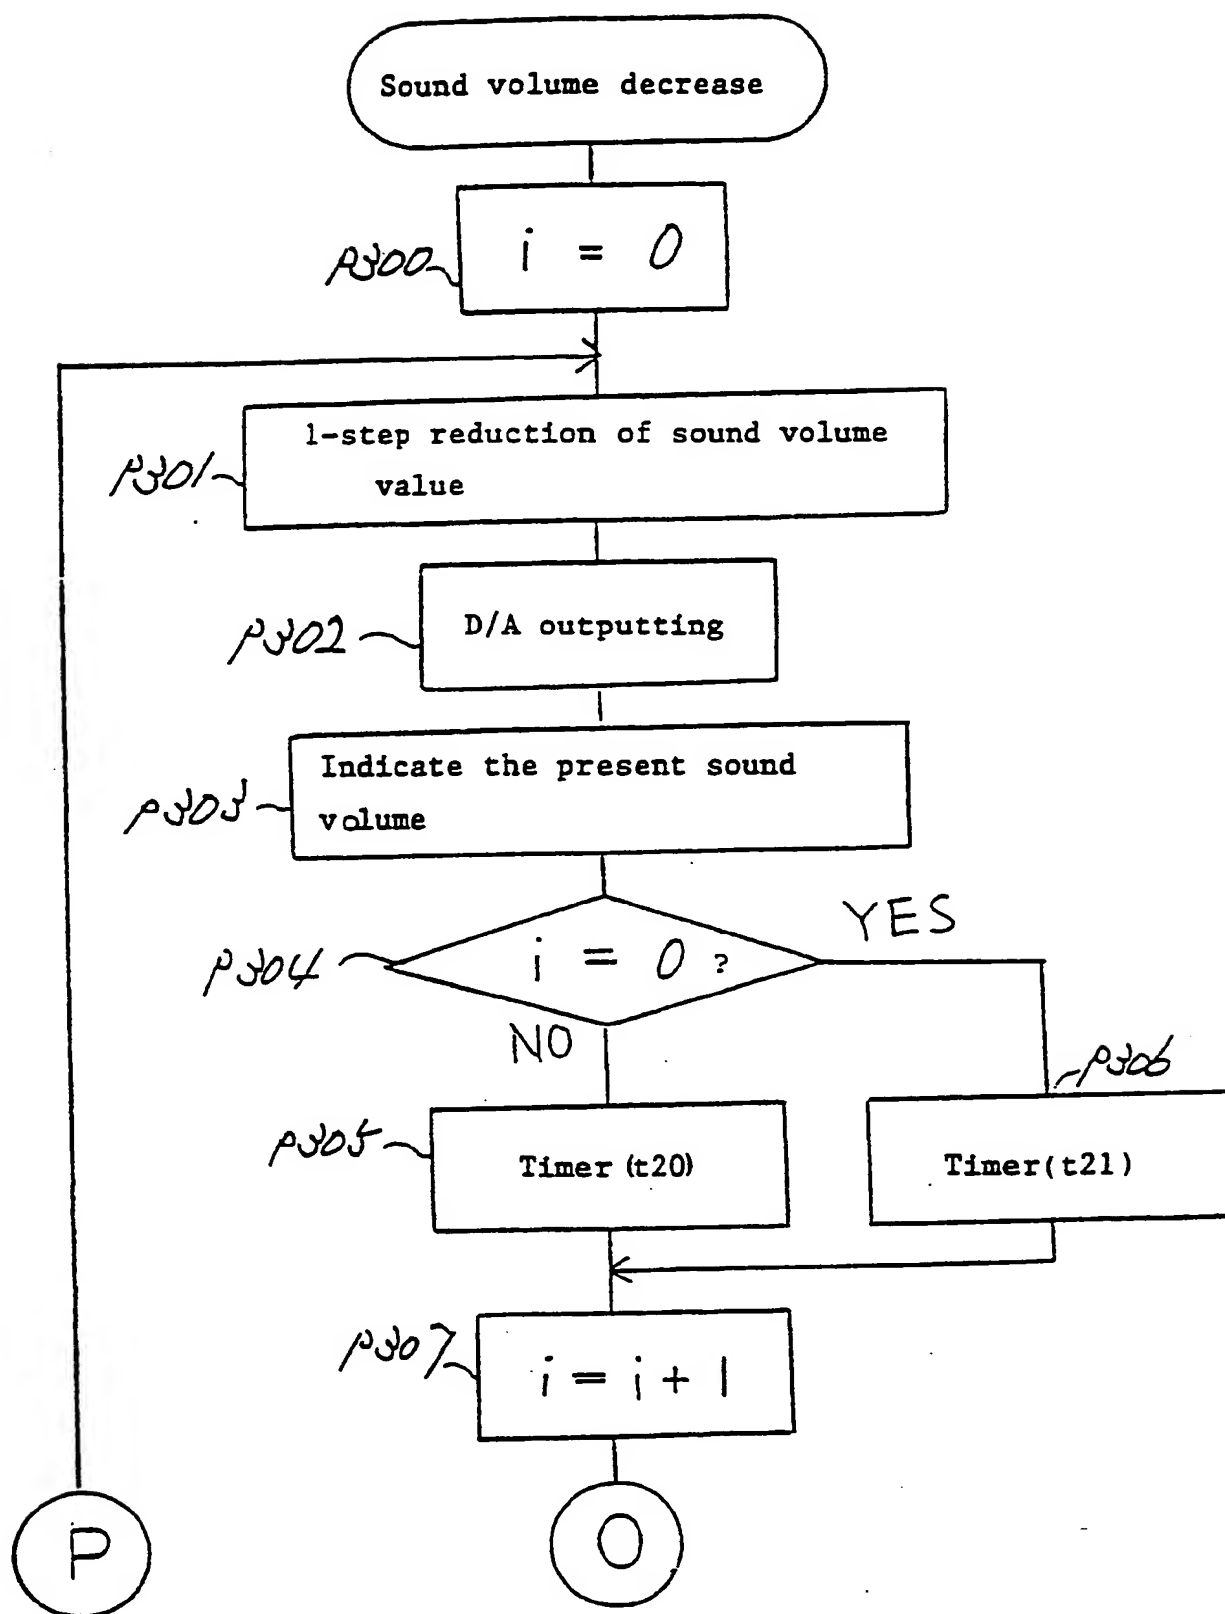 Sound volume decrease
P300
i = 0
1-step reduction of sound volume
value
P301
D/A outputting
P302
Indicate the present sound
volume
P303
YES
P304
i = 0 ?
NO
P306
P305
Timer (t20)
Timer(t21)
P307
i = i + 1
P
O